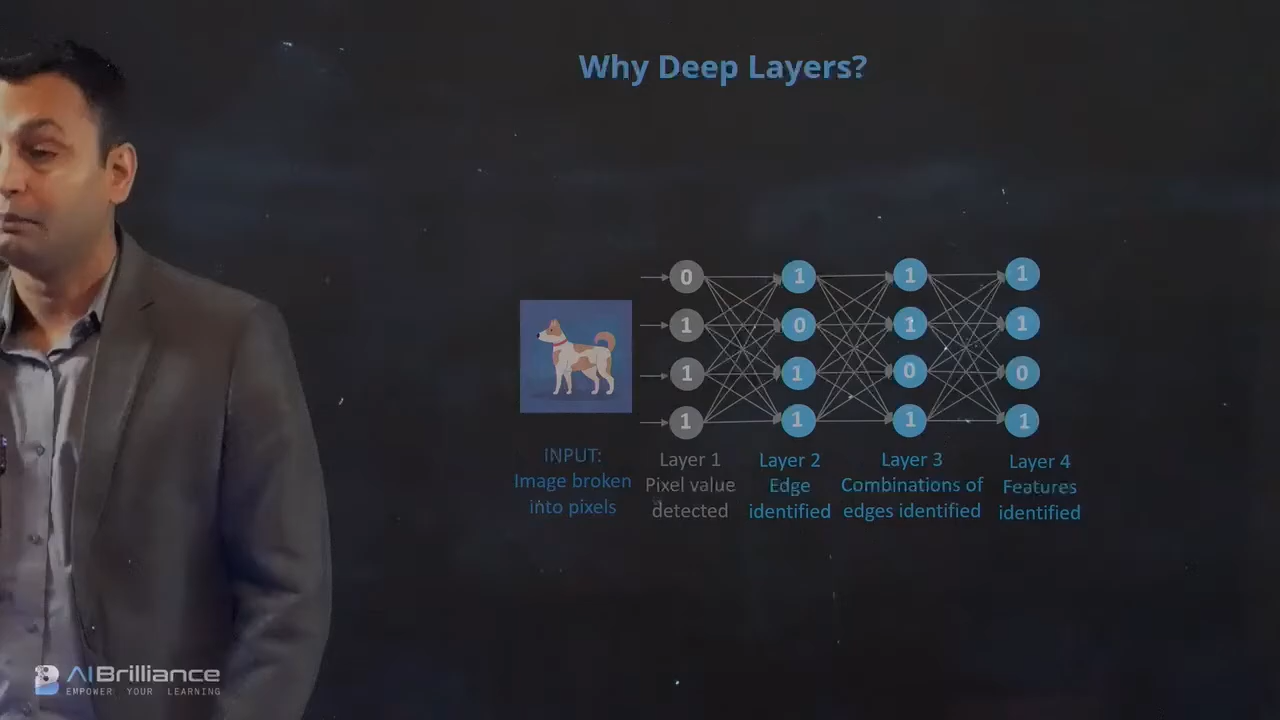 Why Deep Layers?
0 1 1 1
1 0 1 1
1 1 0 0
1 1 1 1
INPUT:
Image broken
into pixels
Layer 1
Pixel value
detected
Layer 2
Edge
identified
Layer 3
Combinations of
edges identified
Layer 4
Features
identified
AIBrilliance
EMPOWER YOUR LEARNING